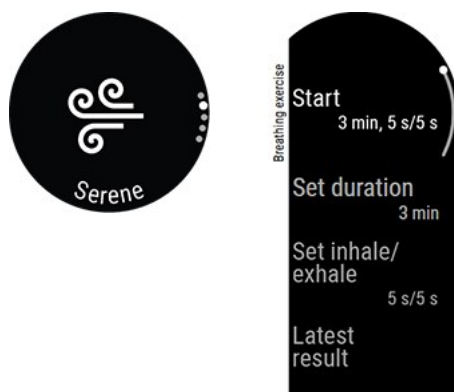 Serene
Breathing exercise
Start
3 min, 5 s/5 s
Set duration
3 min
Set inhale/
exhale
5 s/5 s
Latest
result